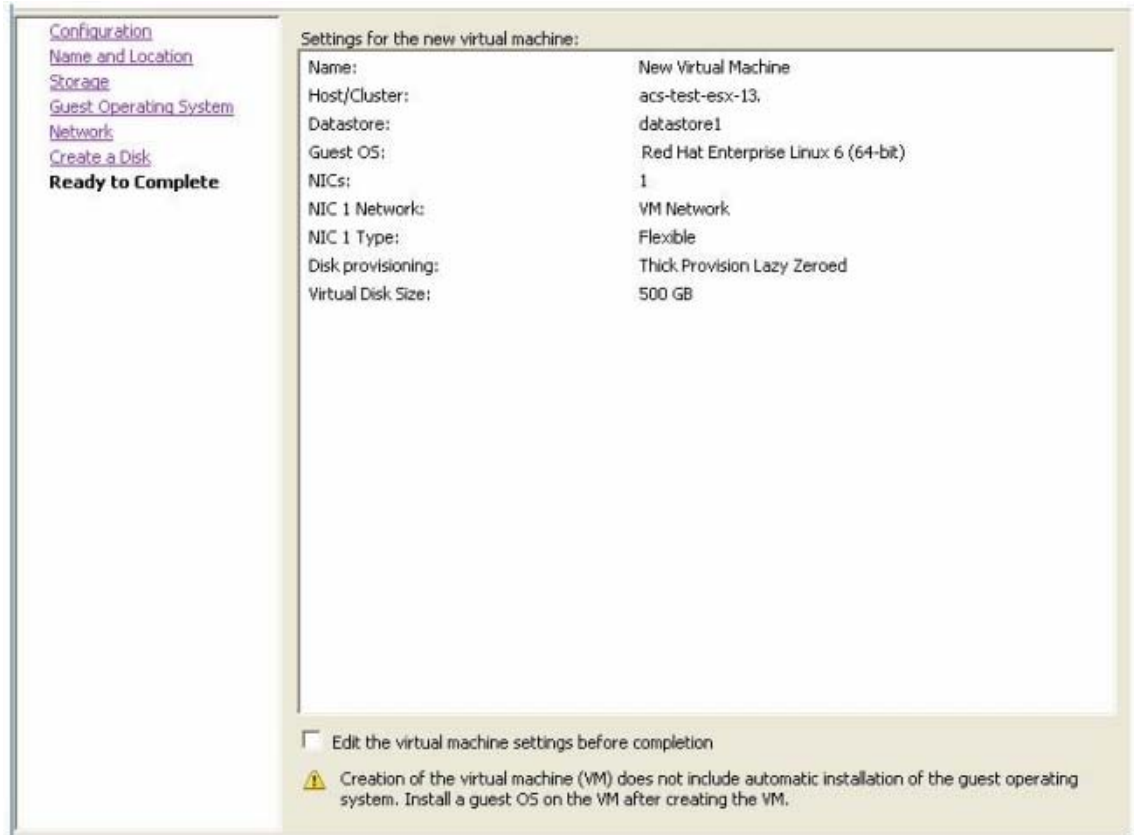 Configuration
Name and Location
Storage
Guest Operating System
Network
Create a Disk
Ready to Complete
Settings for the new virtual machine:
Name: New Virtual Machine
Host/Cluster: acs-test-esx-13.
Datastore: datastore1
Guest OS: Red Hat Enterprise Linux 6 (64-bit)
NICs: 1
NIC 1 Network: VM Network
NIC 1 Type: Flexible
Disk provisioning: Thick Provision Lazy Zeroed
Virtual Disk Size: 500 GB
Edit the virtual machine settings before completion
Creation of the virtual machine (VM) does not include automatic installation of the guest operating
system. Install a guest OS on the VM after creating the VM.